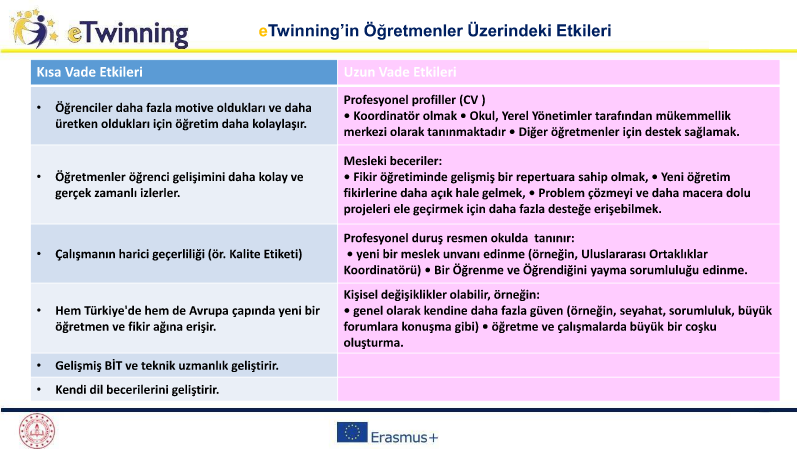 eTwinning
eTwinning’in Öğretmenler Üzerindeki Etkileri
Kısa Vade Etkileri
Uzun Vade Etkileri
• Öğrenciler daha fazla motive oldukları ve daha
üretken oldukları için öğretim daha kolaylaşır.
Profesyonel profiller (CV )
• Koordinatör olmak • Okul, Yerel Yönetimler tarafından mükemmellik
merkezi olarak tanınmaktadır • Diğer öğretmenler için destek sağlamak.
• Öğretmenler öğrenci gelişimini daha kolay ve
gerçek zamanlı izlerler.
Mesleki beceriler:
• Fikir öğretiminde gelişmiş bir repertuara sahip olmak, • Yeni öğretim
fikirlerine daha açık hale gelmek, • Problem çözmeyi ve daha macera dolu
projeleri ele geçirmek için daha fazla desteğe erişebilmek.
• Çalışmanın harici geçerliliği (ör. Kalite Etiketi)
Profesyonel duruş resmen okulda tanınır:
• yeni bir meslek unvanı edinme (örneğin, Uluslararası Ortaklıklar
Koordinatörü) • Bir Öğrenme ve Öğrendiğini yayma sorumluluğu edinme.
• Hem Türkiye'de hem de Avrupa çapında yeni bir
öğretmen ve fikir ağına erişir.
Kişisel değişiklikler olabilir, örneğin:
• genel olarak kendine daha fazla güven (örneğin, seyahat, sorumluluk, büyük
forumlara konuşma gibi) • öğretme ve çalışmalarda büyük bir coşku
oluşturma.
• Gelişmiş BİT ve teknik uzmanlık geliştirir.
• Kendi dil becerilerini geliştirir.
Erasmus+